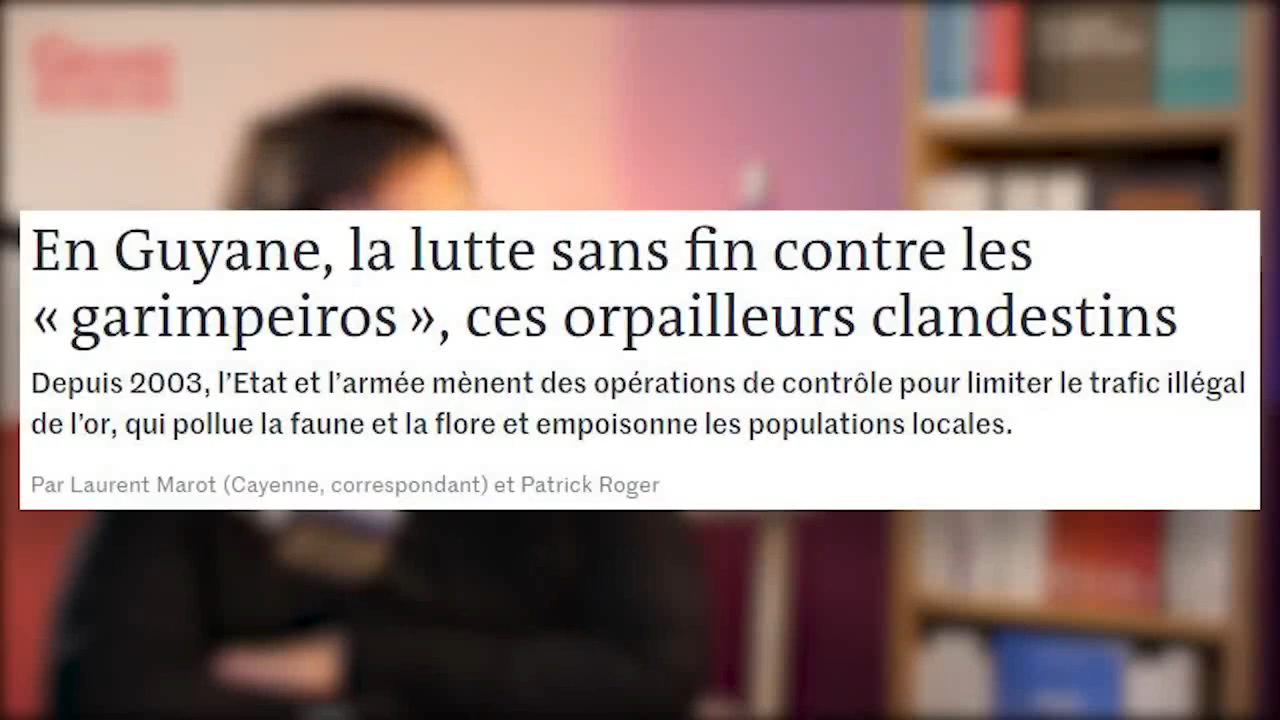 En Guyane, la lutte sans fin contre les
« garimpeiros », ces orpailleurs clandestins
Depuis 2003, l’Etat et l’armée mènent des opérations de contrôle pour limiter le trafic illégal
de l’or, qui pollue la faune et la flore et empoisonne les populations locales.
Par Laurent Marot (Cayenne, correspondant) et Patrick Roger